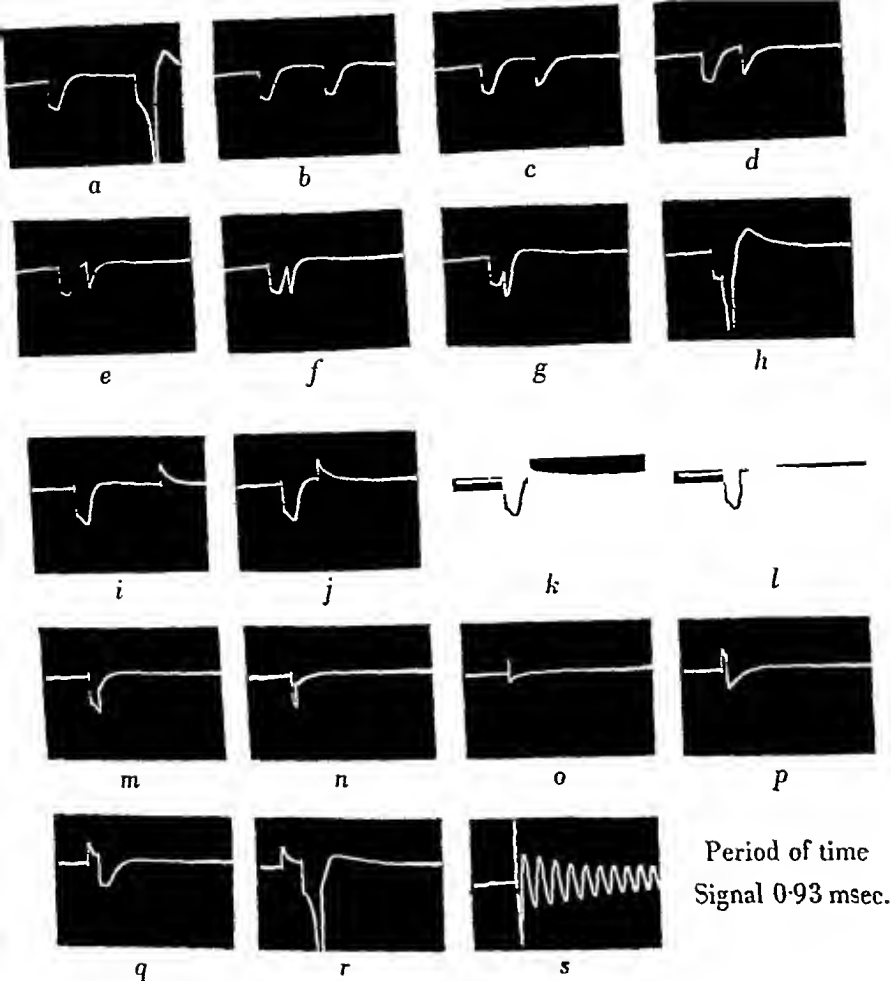 a b c d
e f g h
i j k l
m n o p
Period of time
Signal 0·93 msec.
q r s